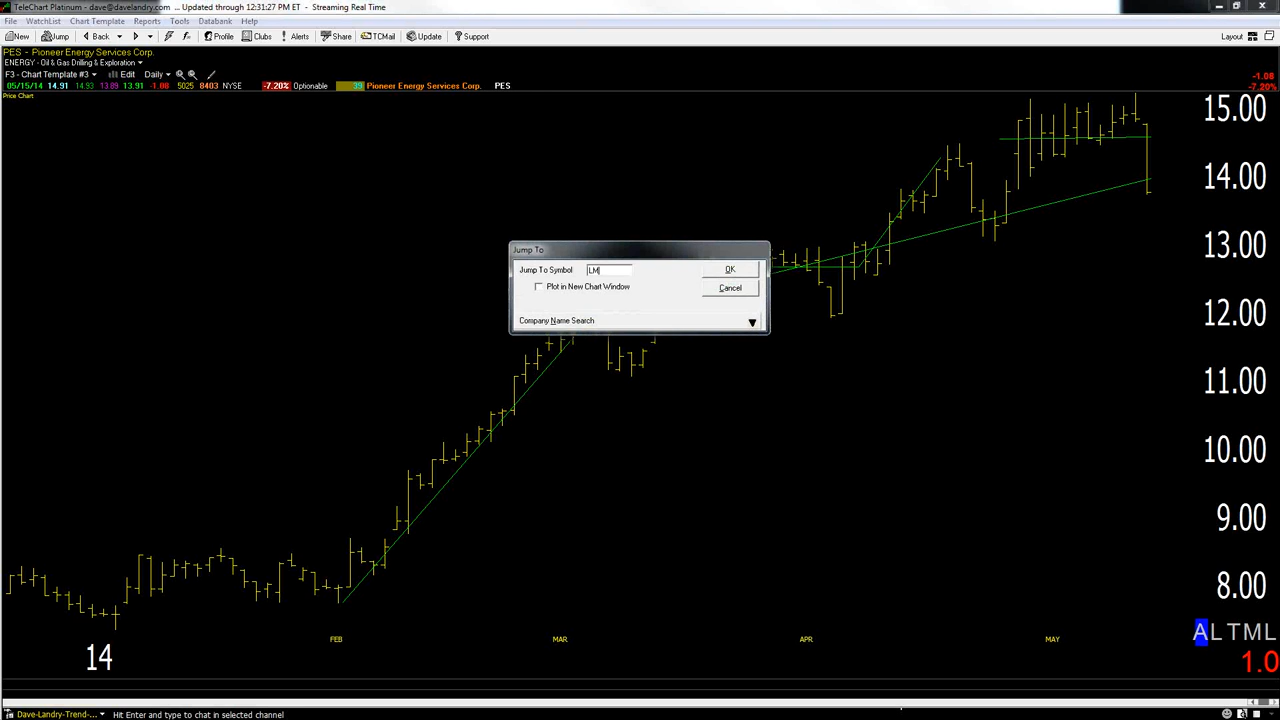 TeleChart Platinum - dave@davelandry.com ... Updated through 12:31:27 PM ET - Streaming Real Time
File WatchList Chart Template Reports Tools Databank Help
New Jump Back Profile Clubs Alerts Share TCMail Update Support Layout
PES - Pioneer Energy Services Corp.
ENERGY - Oil & Gas Drilling & Exploration
F3 - Chart Template #3 Edit Daily
05/15/14 14.91 14.93 13.89 13.91 -1.08 5025 8403 NYSE -7.20% Optionable 39 Pioneer Energy Services Corp. PES
-1.08
-7.20%
Price Chart
15.00
14.00
13.00
12.00
11.00
10.00
9.00
8.00
Jump To
Jump To Symbol LM OK
Plot in New Chart Window Cancel
Company Name Search
ALTML
1.0
FEB MAR APR MAY
14
Dave-Landry-Trend-... Hit Enter and type to chat in selected channel